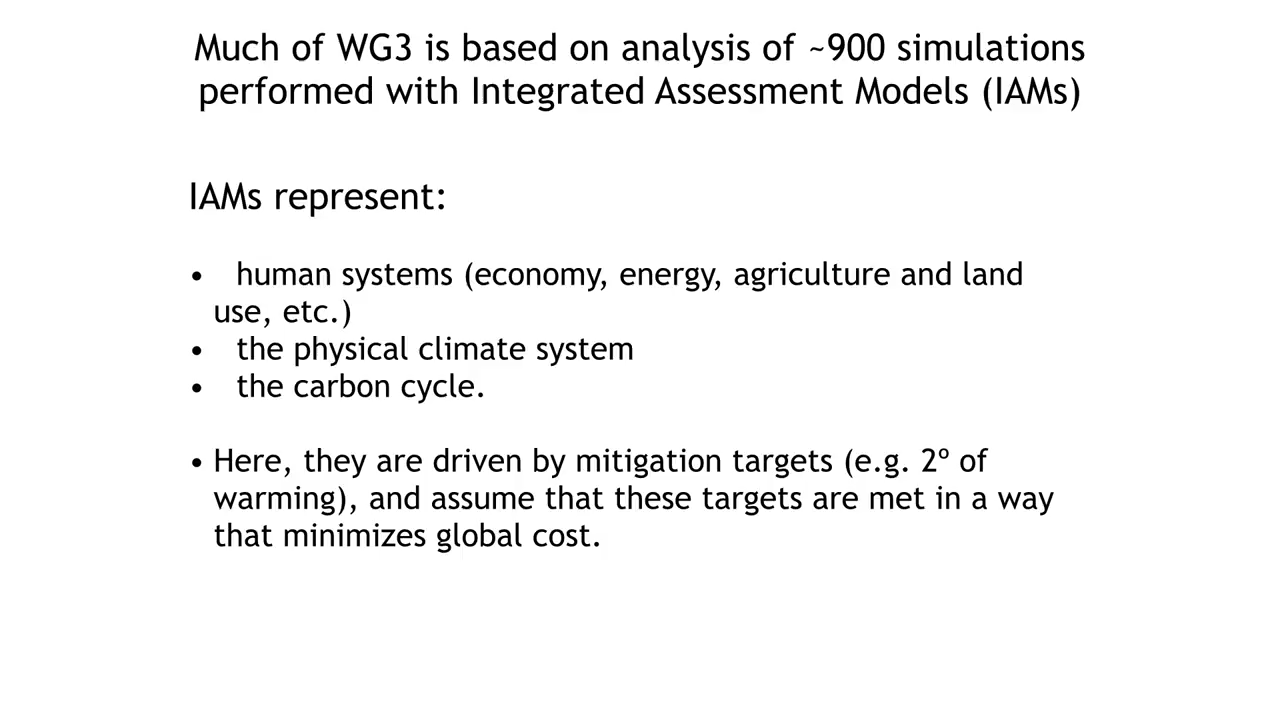 Much of WG3 is based on analysis of ~900 simulations
performed with Integrated Assessment Models (IAMs)
IAMs represent:
• human systems (economy, energy, agriculture and land
use, etc.)
• the physical climate system
• the carbon cycle.
• Here, they are driven by mitigation targets (e.g. 2º of
warming), and assume that these targets are met in a way
that minimizes global cost.